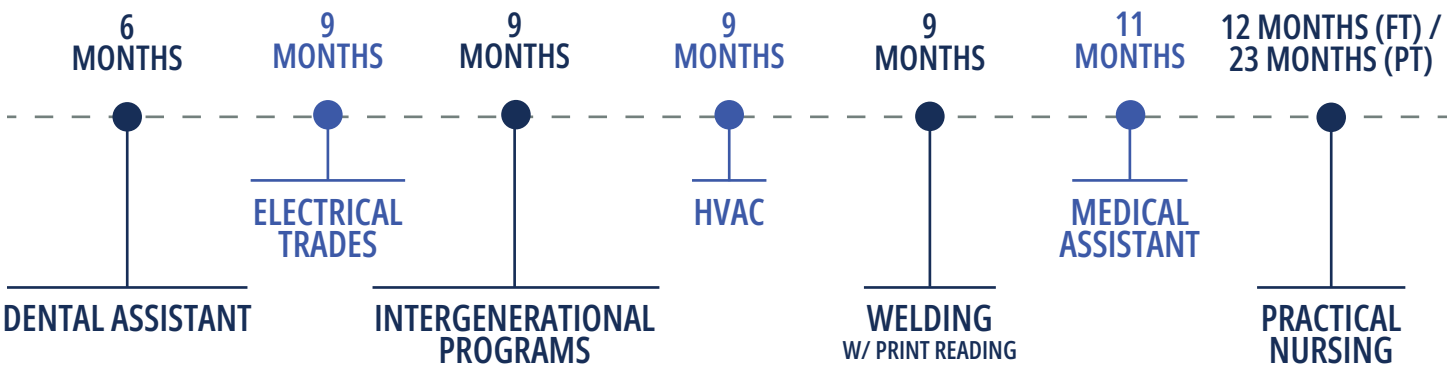 6
MONTHS
DENTAL ASSISTANT
9
MONTHS
ELECTRICAL
TRADES
9
MONTHS
INTERGENERATIONAL
PROGRAMS
9
MONTHS
HVAC
9
MONTHS
WELDING
W/ PRINT READING
11
MONTHS
MEDICAL
ASSISTANT
12 MONTHS (FT) /
23 MONTHS (PT)
PRACTICAL
NURSING